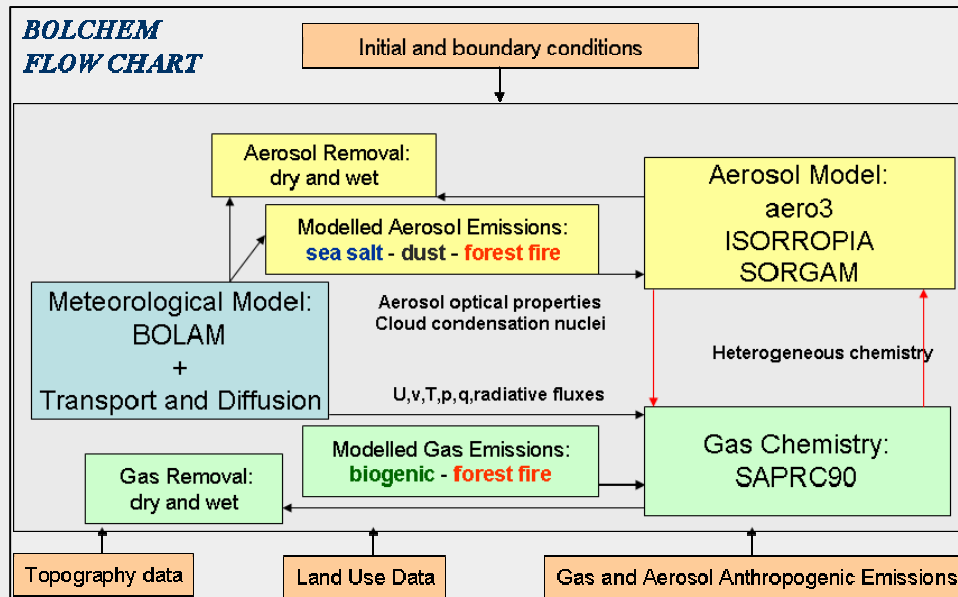 BOLCHEM
FLOW CHART
Initial and boundary conditions
Aerosol Removal:
dry and wet
Aerosol Model:
aero3
ISORROPIA
SORGAM
Modelled Aerosol Emissions:
sea salt - dust - forest fire
Meteorological Model:
BOLAM
+
Transport and Diffusion
Aerosol optical properties
Cloud condensation nuclei
Heterogeneous chemistry
U,v,T,p,q,radiative fluxes
Modelled Gas Emissions:
biogenic - forest fire
Gas Chemistry:
SAPRC90
Gas Removal:
dry and wet
Topography data
Land Use Data
Gas and Aerosol Anthropogenic Emissions